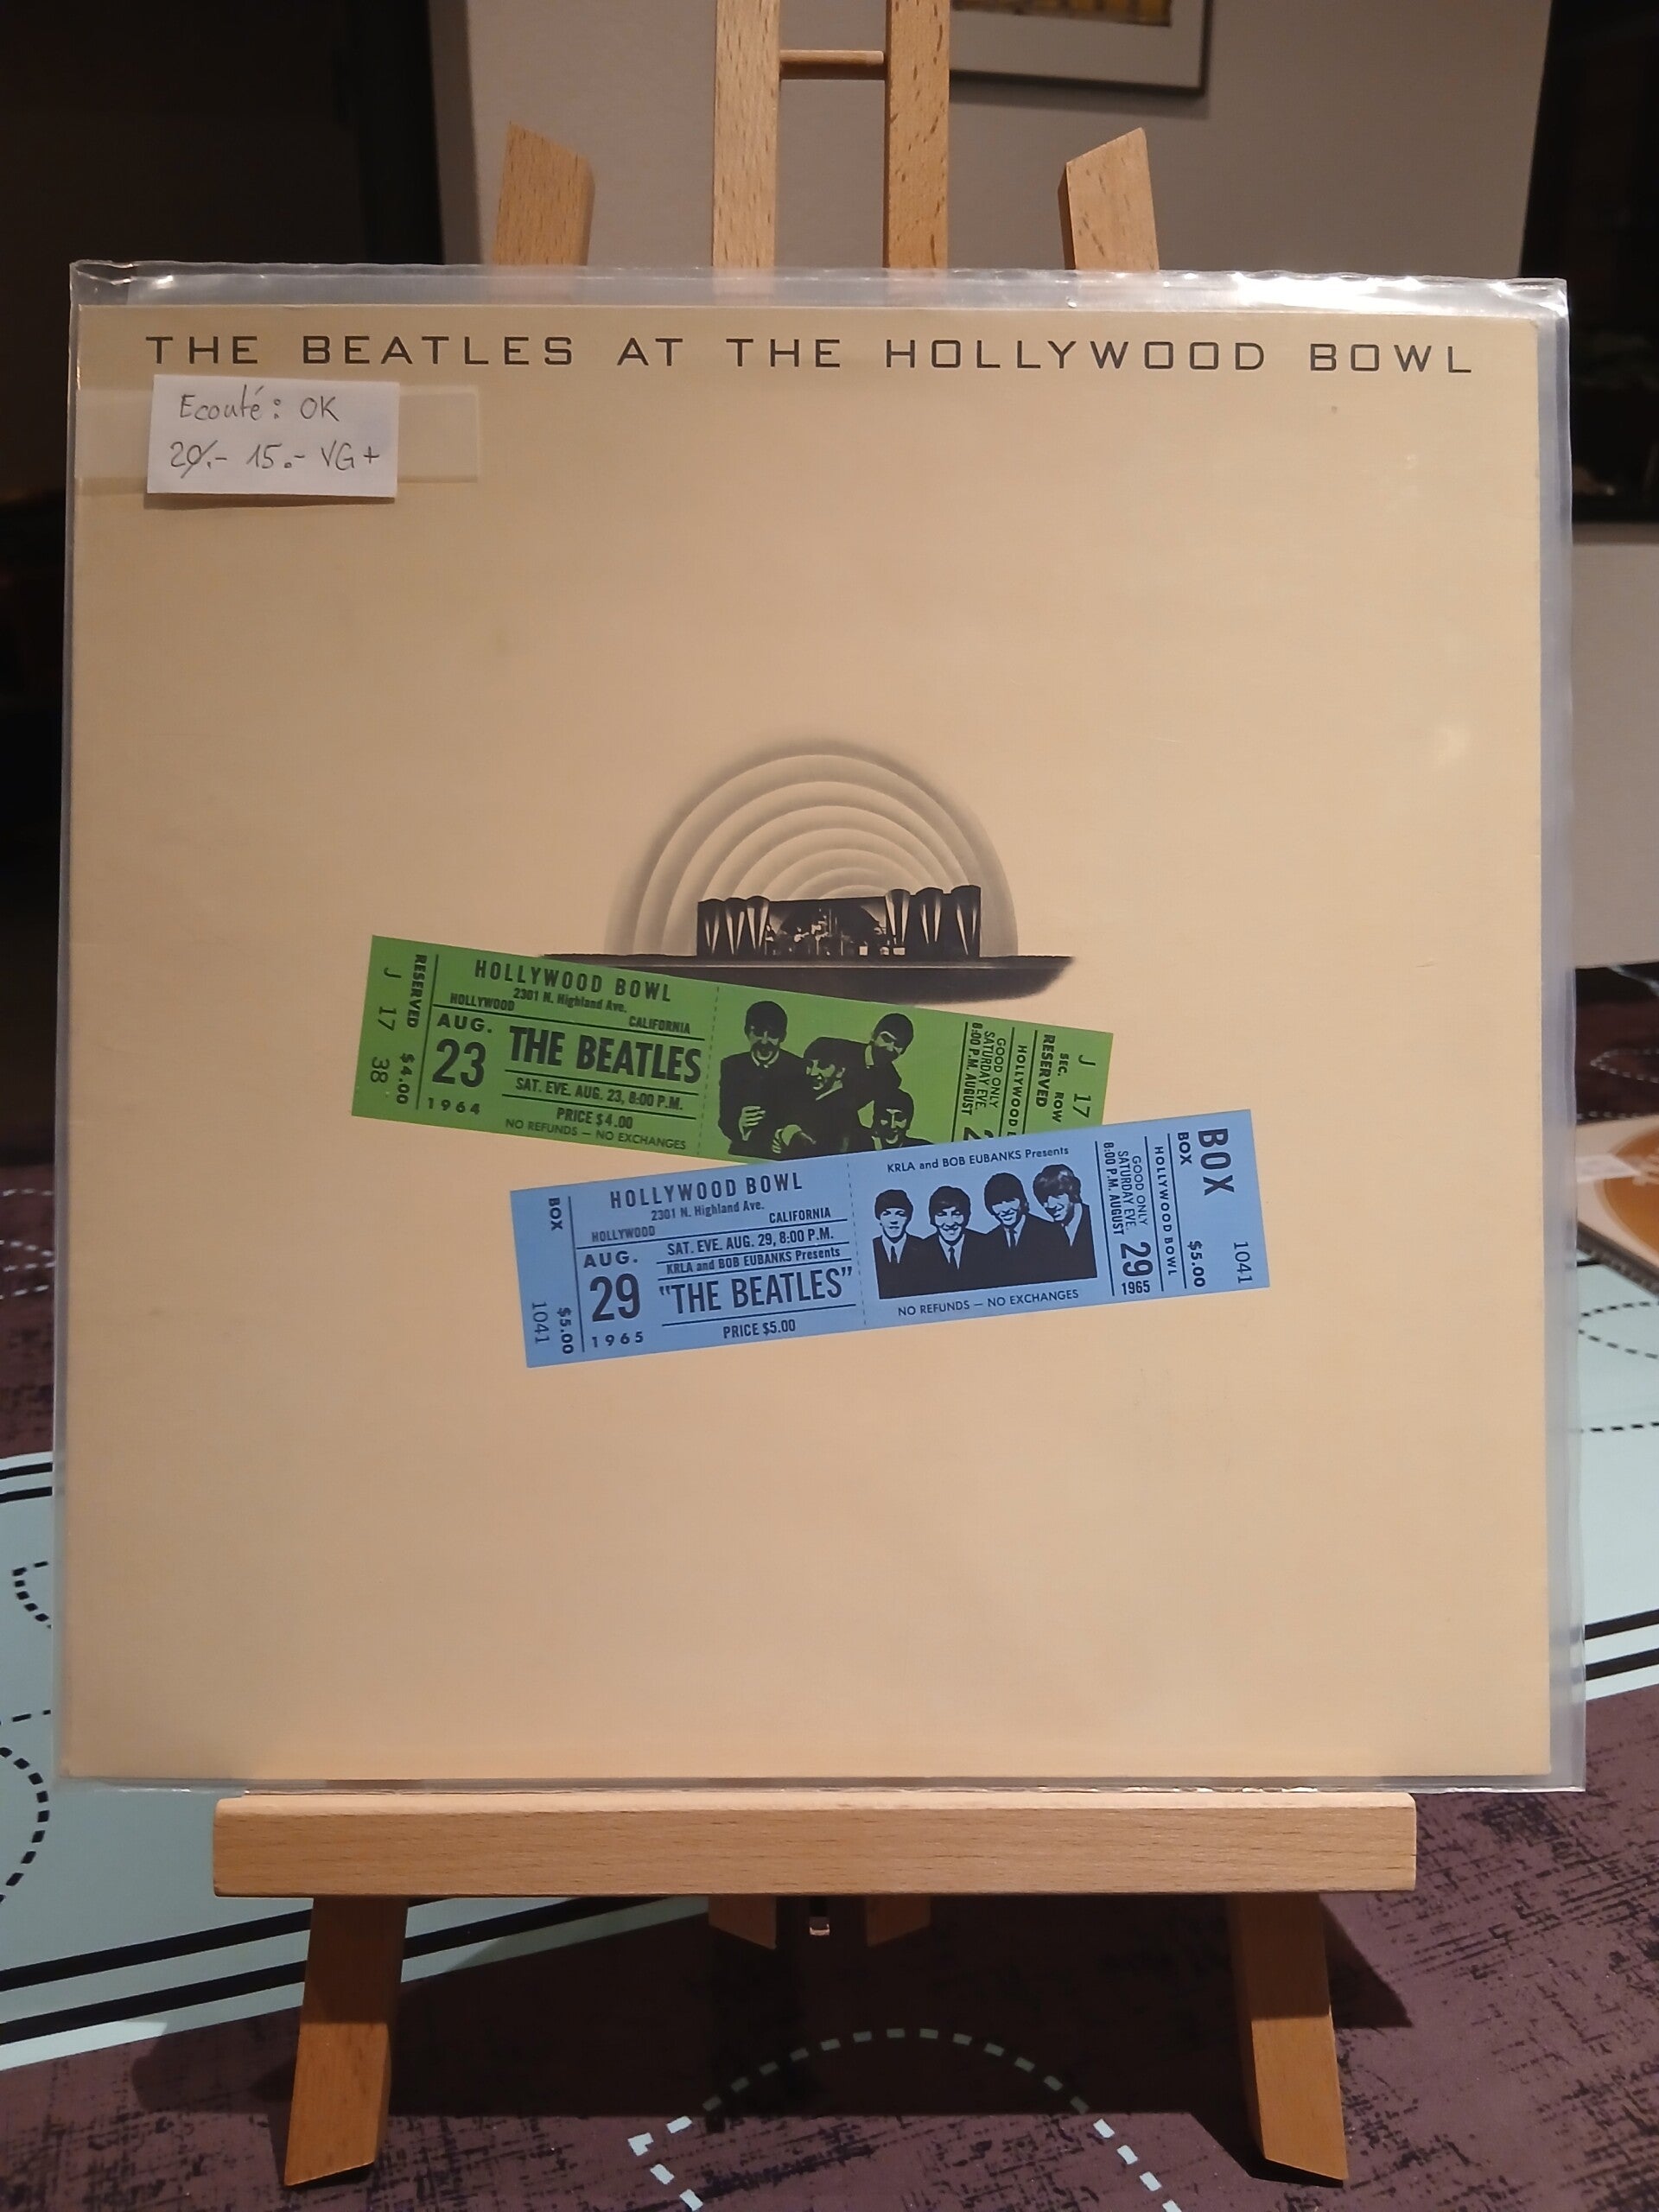 THE BEATLES AT THE HOLLYWOOD BOWL
Ecouté: OK
20.- 15.- VG+
J 17 38
RESERVED $4.00
HOLLYWOOD BOWL
2301 N. Highland Ave.
HOLLYWOOD CALIFORNIA
AUG.
23
1964
THE BEATLES
SAT. EVE. AUG. 23, 8:00 P.M.
PRICE $4.00
NO REFUNDS — NO EXCHANGES
8:00 P.M. AUGUST
SATURDAY EVE.
GOOD ONLY
2
HOLLYWOOD
RESERVED
SEC. ROW
J 17
BOX $5.00
1041
HOLLYWOOD BOWL
2301 N. Highland Ave.
HOLLYWOOD CALIFORNIA
AUG.
29
1965
SAT. EVE. AUG. 29, 8:00 P.M.
KRLA and BOB EUBANKS Presents
"THE BEATLES"
PRICE $5.00
KRLA and BOB EUBANKS Presents
NO REFUNDS — NO EXCHANGES
8:00 P.M. AUGUST
SATURDAY EVE.
GOOD ONLY
29
1965
HOLLYWOOD BOWL
BOX $5.00
BOX 1041